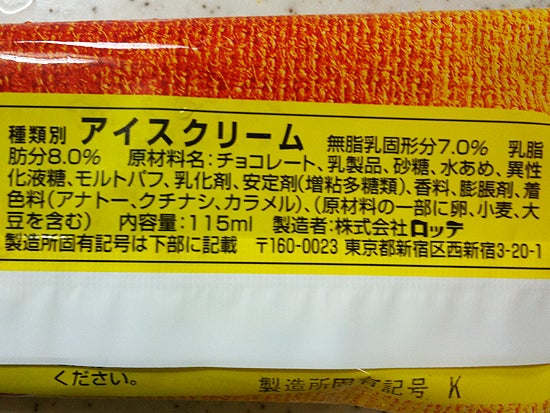 種類別 アイスクリーム 無脂乳固形分7.0% 乳脂
肪分8.0% 原材料名:チョコレート、乳製品、砂糖、水あめ、異性
化液糖、モルトパフ、乳化剤、安定剤(増粘多糖類)、香料、膨脹剤、着
色料(アナトー、クチナシ、カラメル)、(原材料の一部に卵、小麦、大
豆を含む) 内容量:115ml 製造者:株式会社ロッテ
製造所固有記号は下部に記載 〒160-0023 東京都新宿区西新宿3-20-1
ください。 製造所固有記号 K